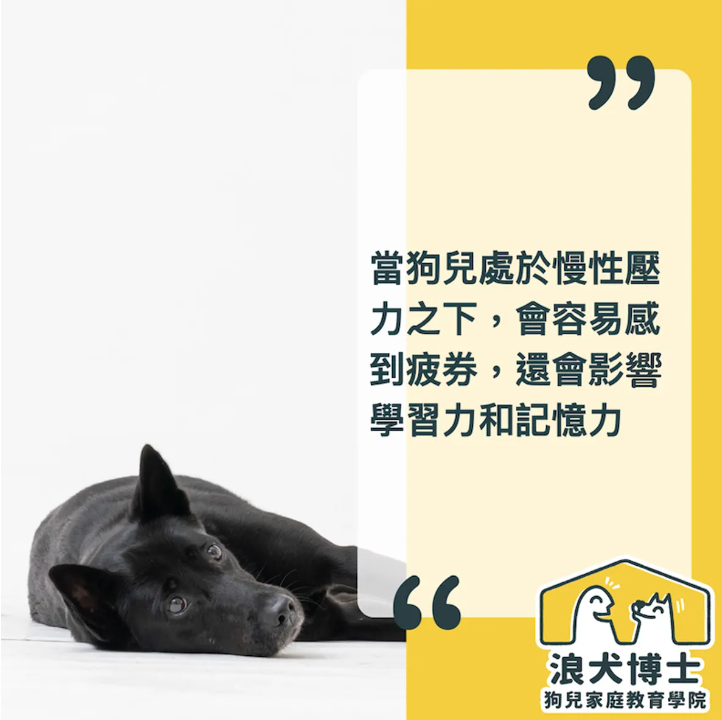 ”
當狗兒處於慢性壓
力之下，會容易感
到疲券，還會影響
學習力和記憶力
“
浪犬博士
狗兒家庭教育學院